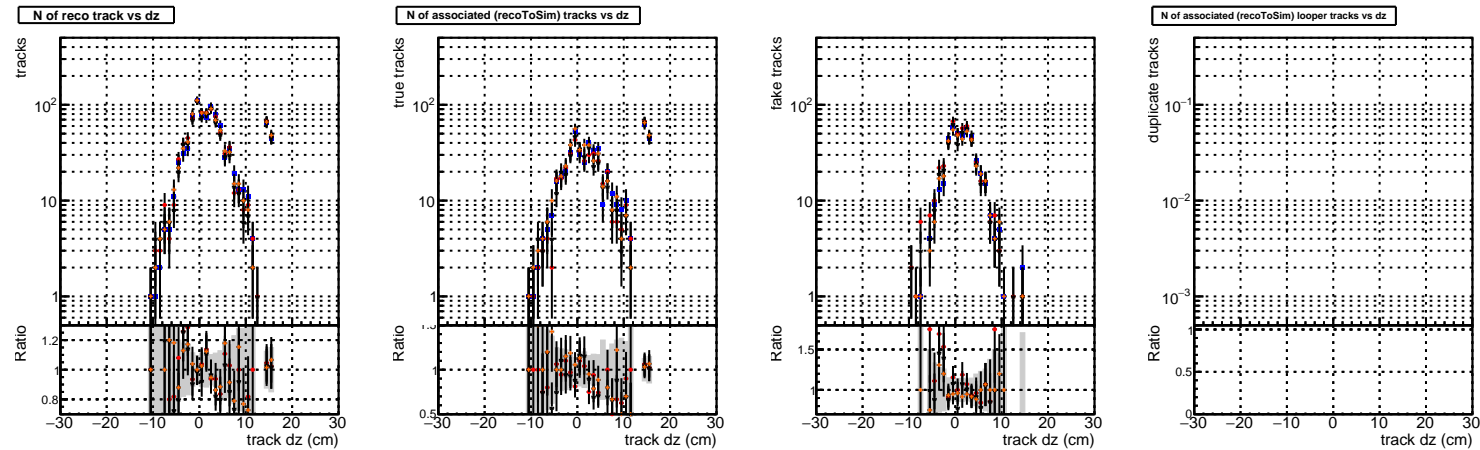 N of reco track vs dz
tracks
10²
10
1
Ratio
1.2
1
0.8
−30 −20 −10 0 10 20 30
track dz (cm)
N of associated (recoToSim) tracks vs dz
true tracks
10²
10
1
Ratio
1
0.5
−30 −20 −10 0 10 20 30
track dz (cm)
fake tracks
10²
10
1
Ratio
1.5
1
−30 −20 −10 0 10 20 30
track dz (cm)
N of associated (recoToSim) looper tracks vs dz
duplicate tracks
10⁻¹
10⁻²
10⁻³
Ratio
1
0.5
0
−30 −20 −10 0 10 20 30
track dz (cm)